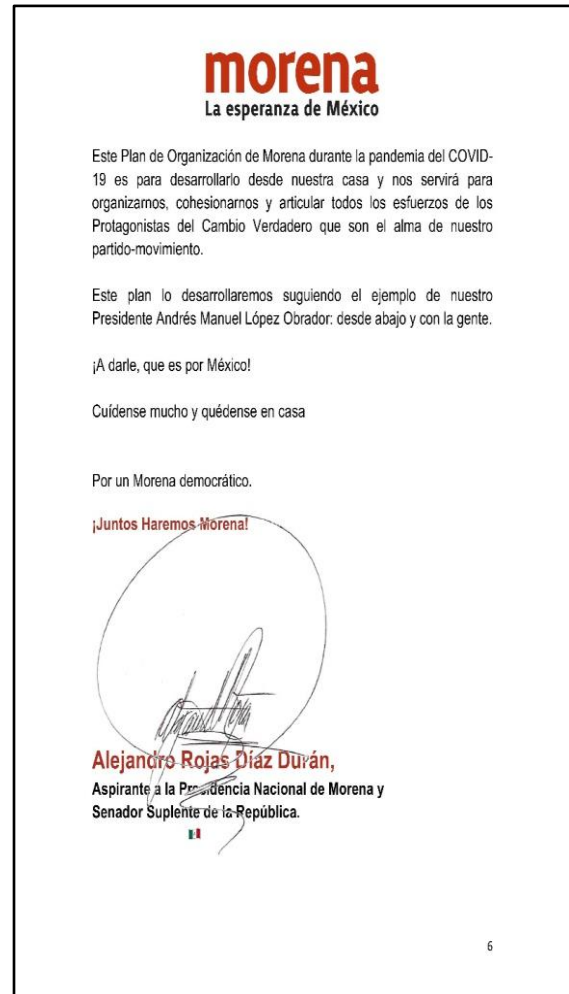 morena
La esperanza de México
Este Plan de Organización de Morena durante la pandemia del COVID-
19 es para desarrollarlo desde nuestra casa y nos servirá para
organizarnos, cohesionarnos y articular todos los esfuerzos de los
Protagonistas del Cambio Verdadero que son el alma de nuestro
partido-movimiento.
Este plan lo desarrollaremos suguiendo el ejemplo de nuestro
Presidente Andrés Manuel López Obrador: desde abajo y con la gente.
¡A darle, que es por México!
Cuídense mucho y quédense en casa
Por un Morena democrático.
¡Juntos Haremos Morena!
Alejandro Rojas Díaz Durán,
Aspirante a la Presidencia Nacional de Morena y
Senador Suplente de la República.
6